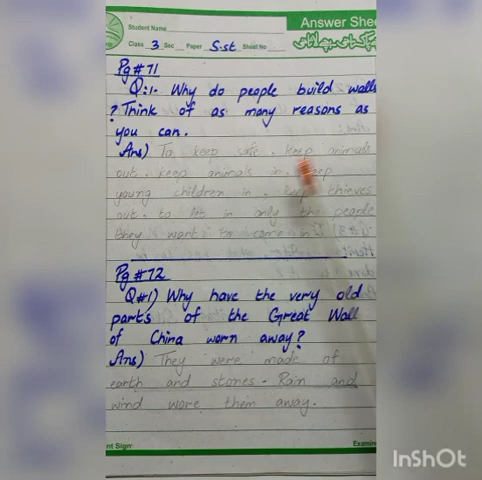 Answer Shee
Student Name
Class 3 Sec Paper S.st Sheet No
Pg#71
Q:1. Why do people build walls
? Think of as many reasons as
you can.
Ans) To keep safe. keep animals
out. keep animals in. keep
young children in. keep thieves
out. to let in only the people
they want to come in.
Pg#72
Q#1) Why have the very old
parts of the Great Wall
of China worn away?
Ans) They were made of
earth and stones. Rain and
wind wore them away.
nt Sign
Examin
InShOt